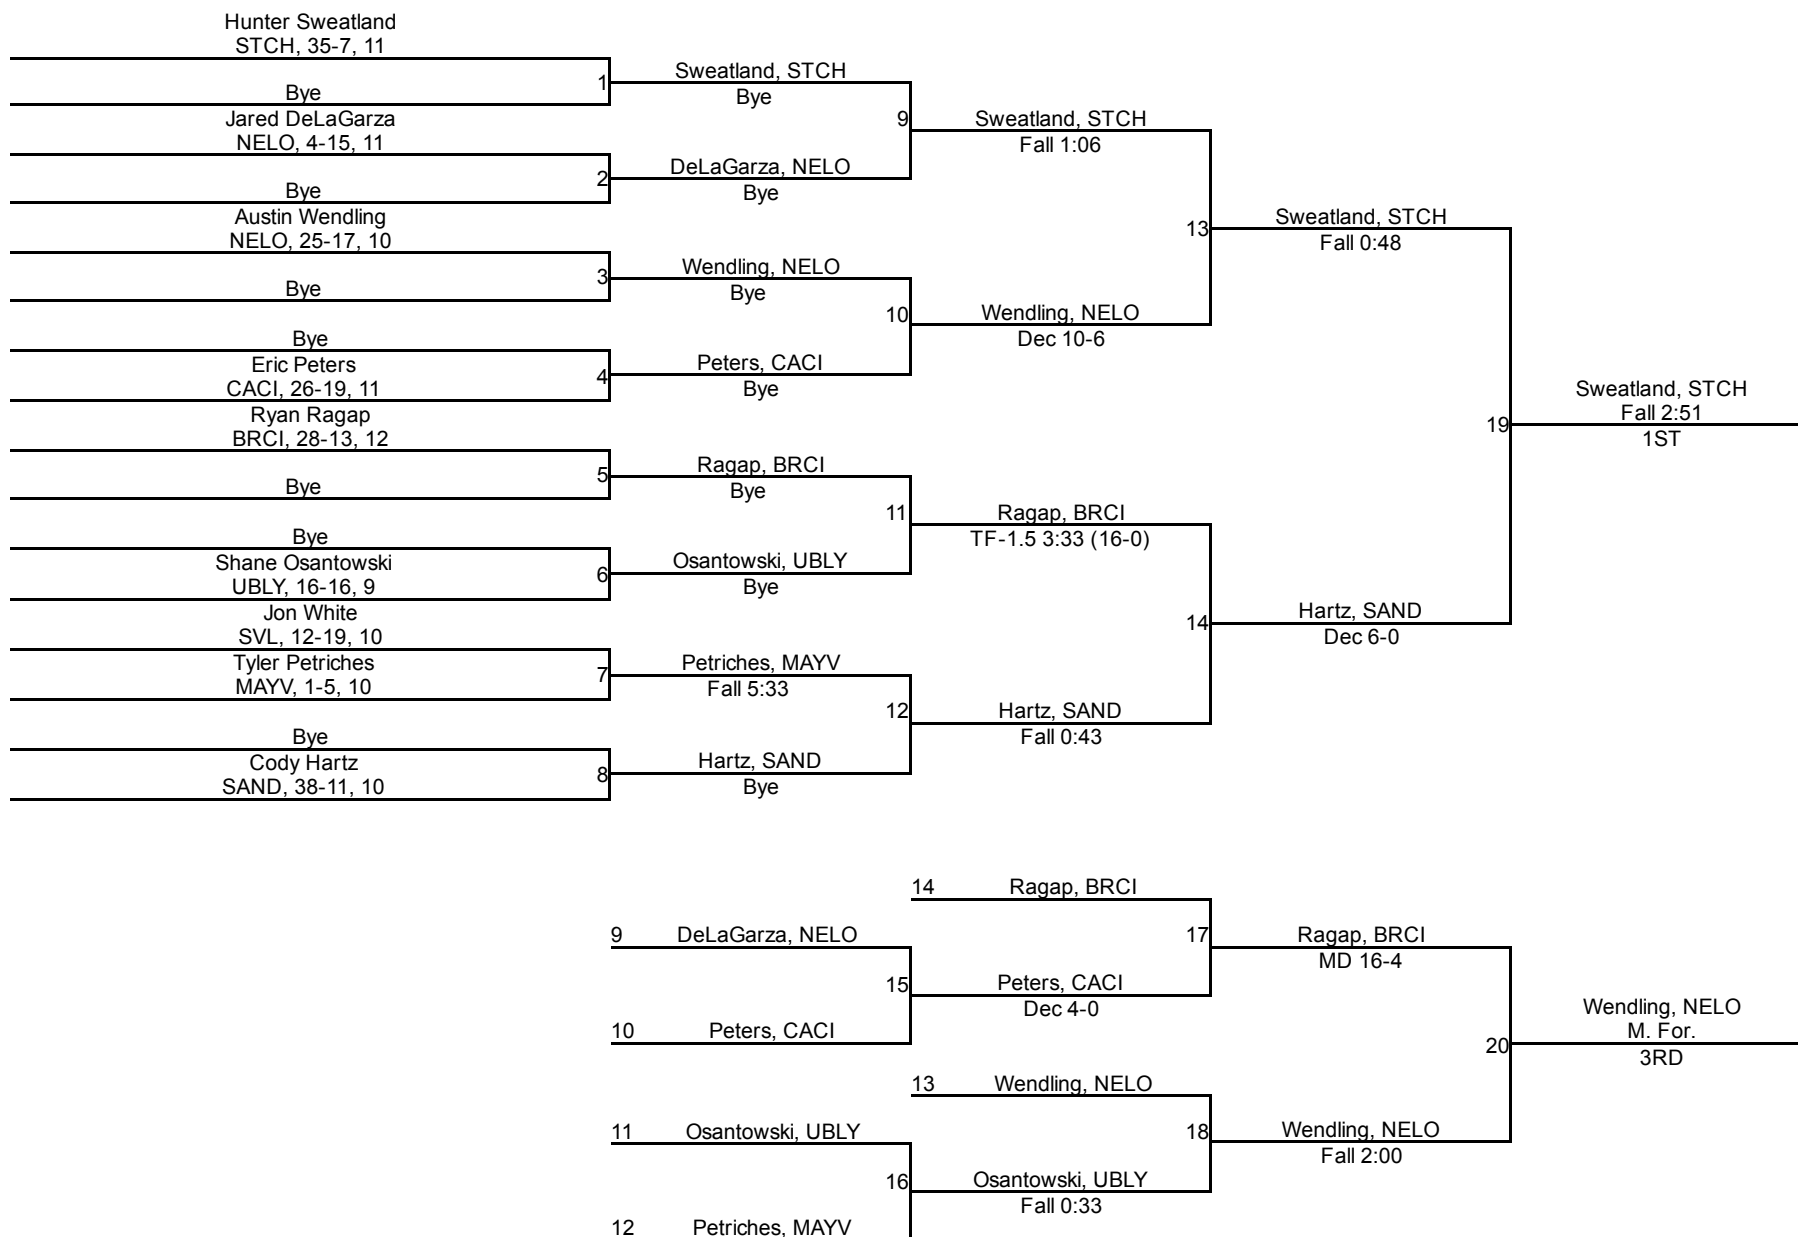 Hunter Sweatland
STCH, 35-7, 11
Bye
Jared DeLaGarza
NELO, 4-15, 11
Bye
Austin Wendling
NELO, 25-17, 10
Bye
Bye
Eric Peters
CACI, 26-19, 11
Ryan Ragap
BRCI, 28-13, 12
Bye
Bye
Shane Osantowski
UBLY, 16-16, 9
Jon White
SVL, 12-19, 10
Tyler Petriches
MAYV, 1-5, 10
Bye
Cody Hartz
SAND, 38-11, 10
1
Sweatland, STCH
Bye
2
DeLaGarza, NELO
Bye
3
Wendling, NELO
Bye
4
Peters, CACI
Bye
5
Ragap, BRCI
Bye
6
Osantowski, UBLY
Bye
7
Petriches, MAYV
Fall 5:33
8
Hartz, SAND
Bye
9
Sweatland, STCH
Fall 1:06
10
Wendling, NELO
Dec 10-6
11
Ragap, BRCI
TF-1.5 3:33 (16-0)
12
Hartz, SAND
Fall 0:43
13
Sweatland, STCH
Fall 0:48
14
Hartz, SAND
Dec 6-0
19
Sweatland, STCH
Fall 2:51
1ST
14 Ragap, BRCI
9 DeLaGarza, NELO
10 Peters, CACI
15
Peters, CACI
Dec 4-0
17
Ragap, BRCI
MD 16-4
13 Wendling, NELO
11 Osantowski, UBLY
12 Petriches, MAYV
16
Osantowski, UBLY
Fall 0:33
18
Wendling, NELO
Fall 2:00
20
Wendling, NELO
M. For.
3RD